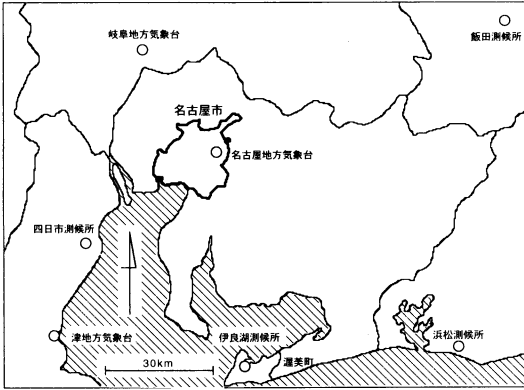 岐阜地方気象台
飯田測候所
名古屋市
名古屋地方気象台
四日市測候所
津地方気象台
伊良湖測候所
浜松測候所
30km
渥美町